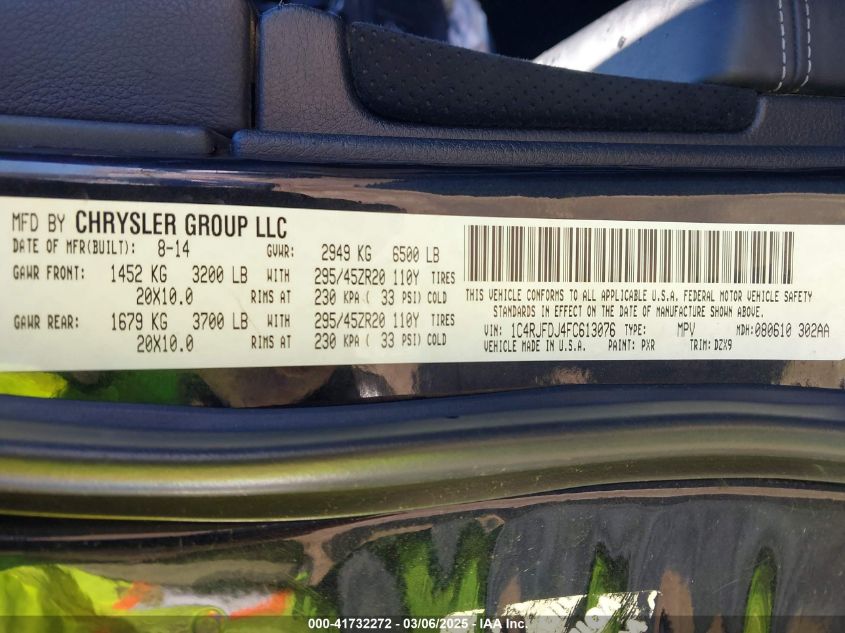 MFD BY CHRYSLER GROUP LLC
DATE OF MFR(BUILT): 8-14 GVWR: 2949 KG 6500 LB
GAWR FRONT: 1452 KG 3200 LB WITH 295/45ZR20 110Y TIRES
20X10.0 RIMS AT 230 KPA ( 33 PSI) COLD
GAWR REAR: 1679 KG 3700 LB WITH 295/45ZR20 110Y TIRES
20X10.0 RIMS AT 230 KPA ( 33 PSI) COLD
THIS VEHICLE CONFORMS TO ALL APPLICABLE U.S.A. FEDERAL MOTOR VEHICLE SAFETY
STANDARDS IN EFFECT ON THE DATE OF MANUFACTURE SHOWN ABOVE.
VIN: 1C4RJFDJ4FC613076 TYPE: MPV MDH: 080610 302AA
VEHICLE MADE IN U.S.A. PAINT: PXR TRIM: DZX9
000-41732272 - 03/06/2025 - IAA Inc.